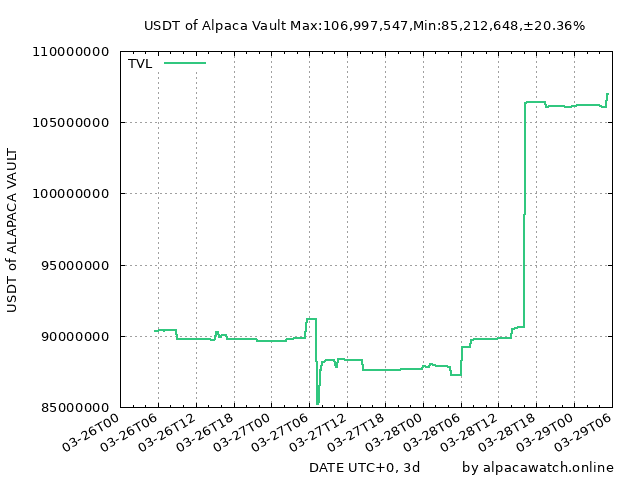 USDT of Alpaca Vault Max:106,997,547,Min:85,212,648,±20.36%
TVL
110000000
105000000
100000000
95000000
90000000
85000000
USDT of ALAPACA VAULT
03-26T00
03-26T06
03-26T12
03-26T18
03-27T00
03-27T06
03-27T12
03-27T18
03-28T00
03-28T06
03-28T12
03-28T18
03-29T00
03-29T06
DATE UTC+0, 3d
by alpacawatch.online